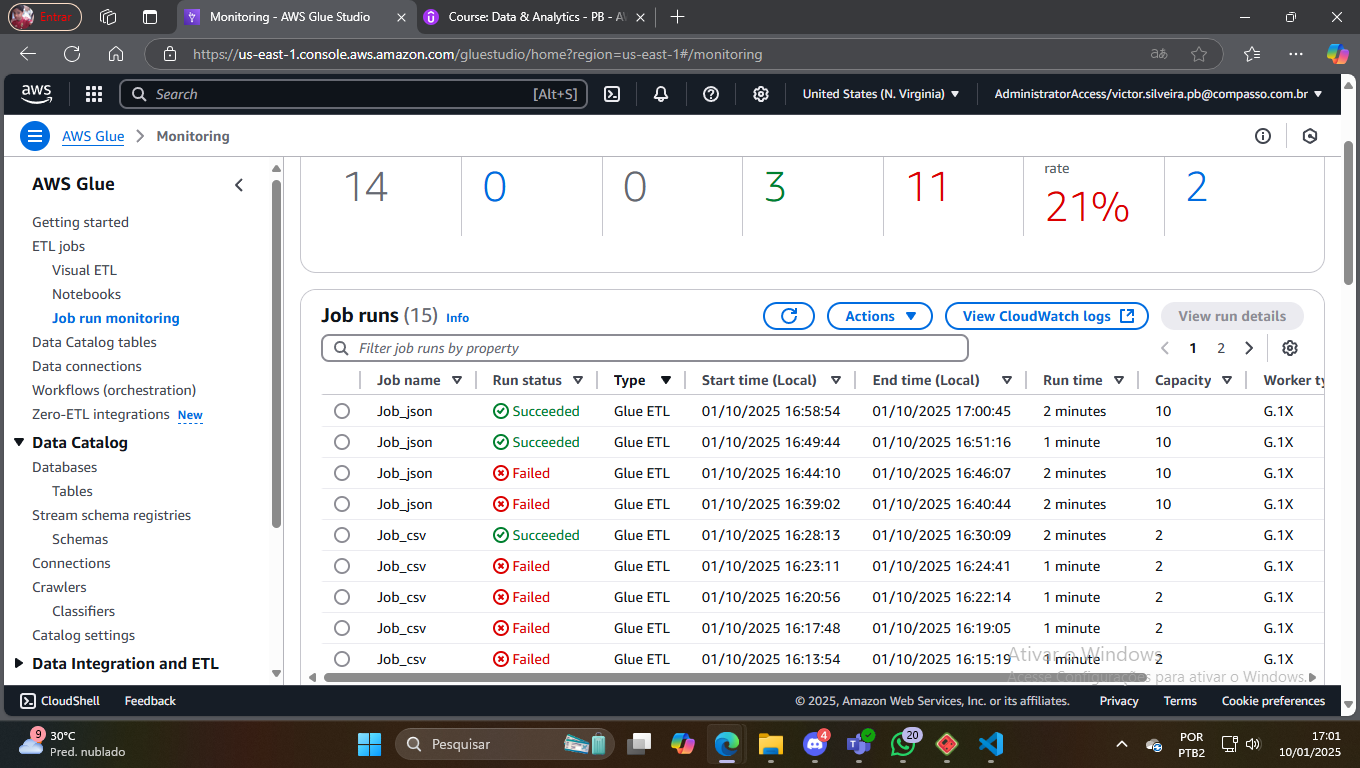 Entrar
Monitoring - AWS Glue Studio
Course: Data & Analytics - PB - A
https://us-east-1.console.aws.amazon.com/gluestudio/home?region=us-east-1#/monitoring
aws
Search
[Alt+S]
United States (N. Virginia)
AdministratorAccess/victor.silveira.pb@compasso.com.br
AWS Glue
Monitoring
AWS Glue
Getting started
ETL jobs
Visual ETL
Notebooks
Job run monitoring
Data Catalog tables
Data connections
Workflows (orchestration)
Zero-ETL integrations New
Data Catalog
Databases
Tables
Stream schema registries
Schemas
Connections
Crawlers
Classifiers
Catalog settings
Data Integration and ETL
rate
14 0 0 3 11 21% 2
Job runs (15) Info
Actions
View CloudWatch logs
View run details
Filter job runs by property
1 2
Job name Run status Type Start time (Local) End time (Local) Run time Capacity Worker ty
Job_json Succeeded Glue ETL 01/10/2025 16:58:54 01/10/2025 17:00:45 2 minutes 10 G.1X
Job_json Succeeded Glue ETL 01/10/2025 16:49:44 01/10/2025 16:51:16 1 minute 10 G.1X
Job_json Failed Glue ETL 01/10/2025 16:44:10 01/10/2025 16:46:07 2 minutes 10 G.1X
Job_json Failed Glue ETL 01/10/2025 16:39:02 01/10/2025 16:40:44 2 minutes 10 G.1X
Job_csv Succeeded Glue ETL 01/10/2025 16:28:13 01/10/2025 16:30:09 2 minutes 2 G.1X
Job_csv Failed Glue ETL 01/10/2025 16:23:11 01/10/2025 16:24:41 1 minute 2 G.1X
Job_csv Failed Glue ETL 01/10/2025 16:20:56 01/10/2025 16:22:14 1 minute 2 G.1X
Job_csv Failed Glue ETL 01/10/2025 16:17:48 01/10/2025 16:19:05 1 minute 2 G.1X
Job_csv Failed Glue ETL 01/10/2025 16:13:54 01/10/2025 16:15:19 1 minute 2 G.1X
Ativar o Windows
Acesse Configurações para ativar o Windows.
CloudShell
Feedback
© 2025, Amazon Web Services, Inc. or its affiliates.
Privacy
Terms
Cookie preferences
9
30°C
Pred. nublado
Pesquisar
4
20
POR
PTB2
17:01
10/01/2025